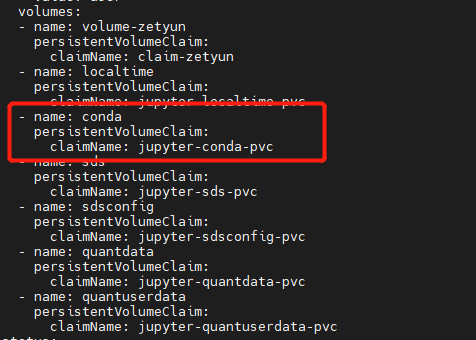 volumes:
- name: volume-zetyun
persistentVolumeClaim:
claimName: claim-zetyun
- name: localtime
persistentVolumeClaim:
claimName: jupyter-localtime-pvc
- name: conda
persistentVolumeClaim:
claimName: jupyter-conda-pvc
- name: sds
persistentVolumeClaim:
claimName: jupyter-sds-pvc
- name: sdsconfig
persistentVolumeClaim:
claimName: jupyter-sdsconfig-pvc
- name: quantdata
persistentVolumeClaim:
claimName: jupyter-quantdata-pvc
- name: quantuserdata
persistentVolumeClaim:
claimName: jupyter-quantuserdata-pvc